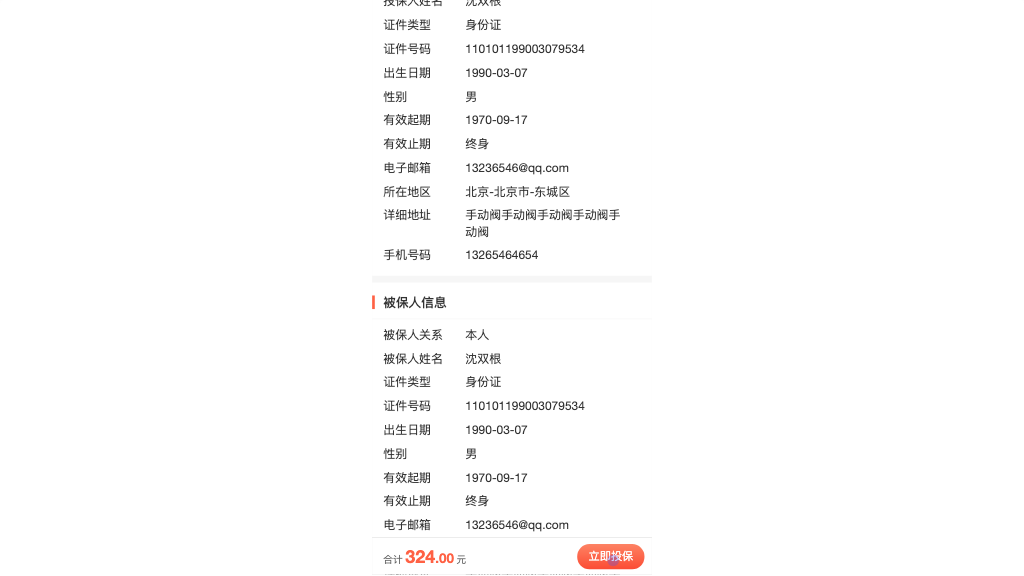 投保人姓名 沈双根
证件类型 身份证
证件号码 110101199003079534
出生日期 1990-03-07
性别 男
有效起期 1970-09-17
有效止期 终身
电子邮箱 13236546@qq.com
所在地区 北京-北京市-东城区
详细地址 手动阀手动阀手动阀手动阀手
动阀
手机号码 13265464654
被保人信息
被保人关系 本人
被保人姓名 沈双根
证件类型 身份证
证件号码 110101199003079534
出生日期 1990-03-07
性别 男
有效起期 1970-09-17
有效止期 终身
电子邮箱 13236546@qq.com
合计 324.00 元 立即投保